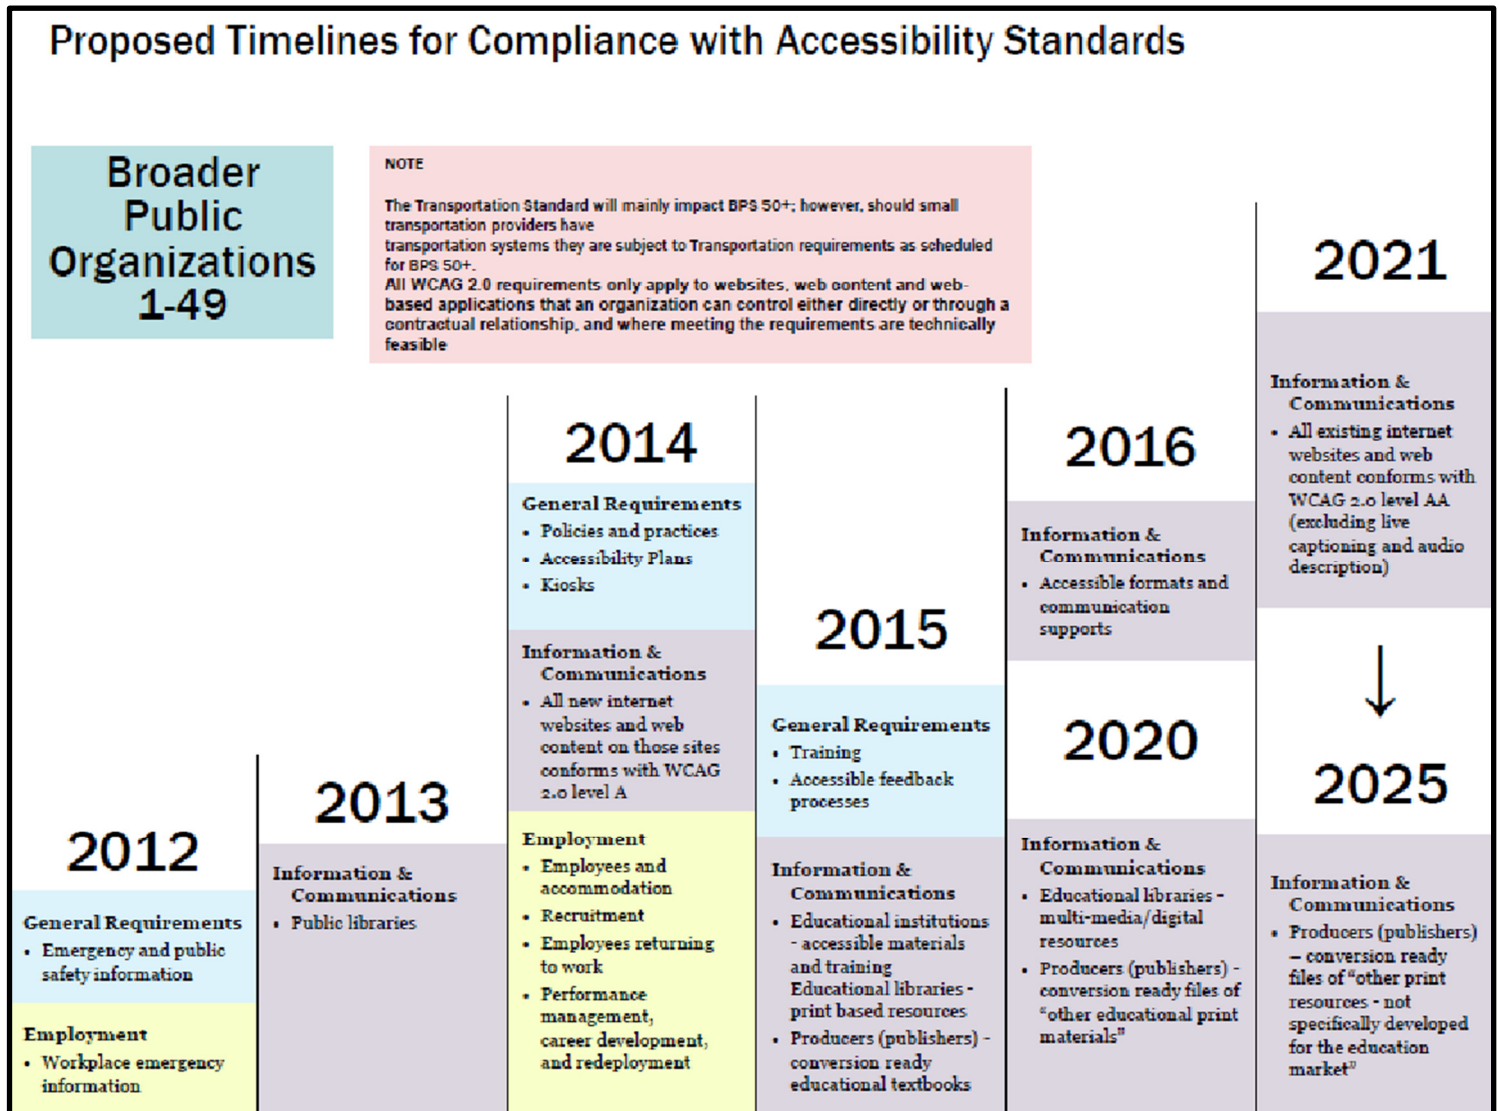 Proposed Timelines for Compliance with Accessibility Standards
Broader
Public
Organizations
1-49
NOTE
The Transportation Standard will mainly impact BPS 50+; however, should small
transportation providers have
transportation systems they are subject to Transportation requirements as scheduled
for BPS 50+.
All WCAG 2.0 requirements only apply to websites, web content and web-
based applications that an organization can control either directly or through a
contractual relationship, and where meeting the requirements are technically
feasible
2012
General Requirements
• Emergency and public
safety information
Employment
• Workplace emergency
information
2013
Information &
Communications
• Public libraries
2014
General Requirements
• Policies and practices
• Accessibility Plans
• Kiosks
Information &
Communications
• All new internet
websites and web
content on those sites
conforms with WCAG
2.0 level A
Employment
• Employees and
accommodation
• Recruitment
• Employees returning
to work
• Performance
management,
career development,
and redeployment
2015
General Requirements
• Training
• Accessible feedback
processes
Information &
Communications
• Educational institutions
- accessible materials
and training
Educational libraries -
print based resources
• Producers (publishers) -
conversion ready
educational textbooks
2016
Information &
Communications
• Accessible formats and
communication
supports
2020
Information &
Communications
• Educational libraries -
multi-media/digital
resources
• Producers (publishers) -
conversion ready files of
"other educational print
materials"
2021
Information &
Communications
• All existing internet
websites and web
content conforms with
WCAG 2.0 level AA
(excluding live
captioning and audio
description)
2025
Information &
Communications
• Producers (publishers)
– conversion ready
files of "other print
resources - not
specifically developed
for the education
market"